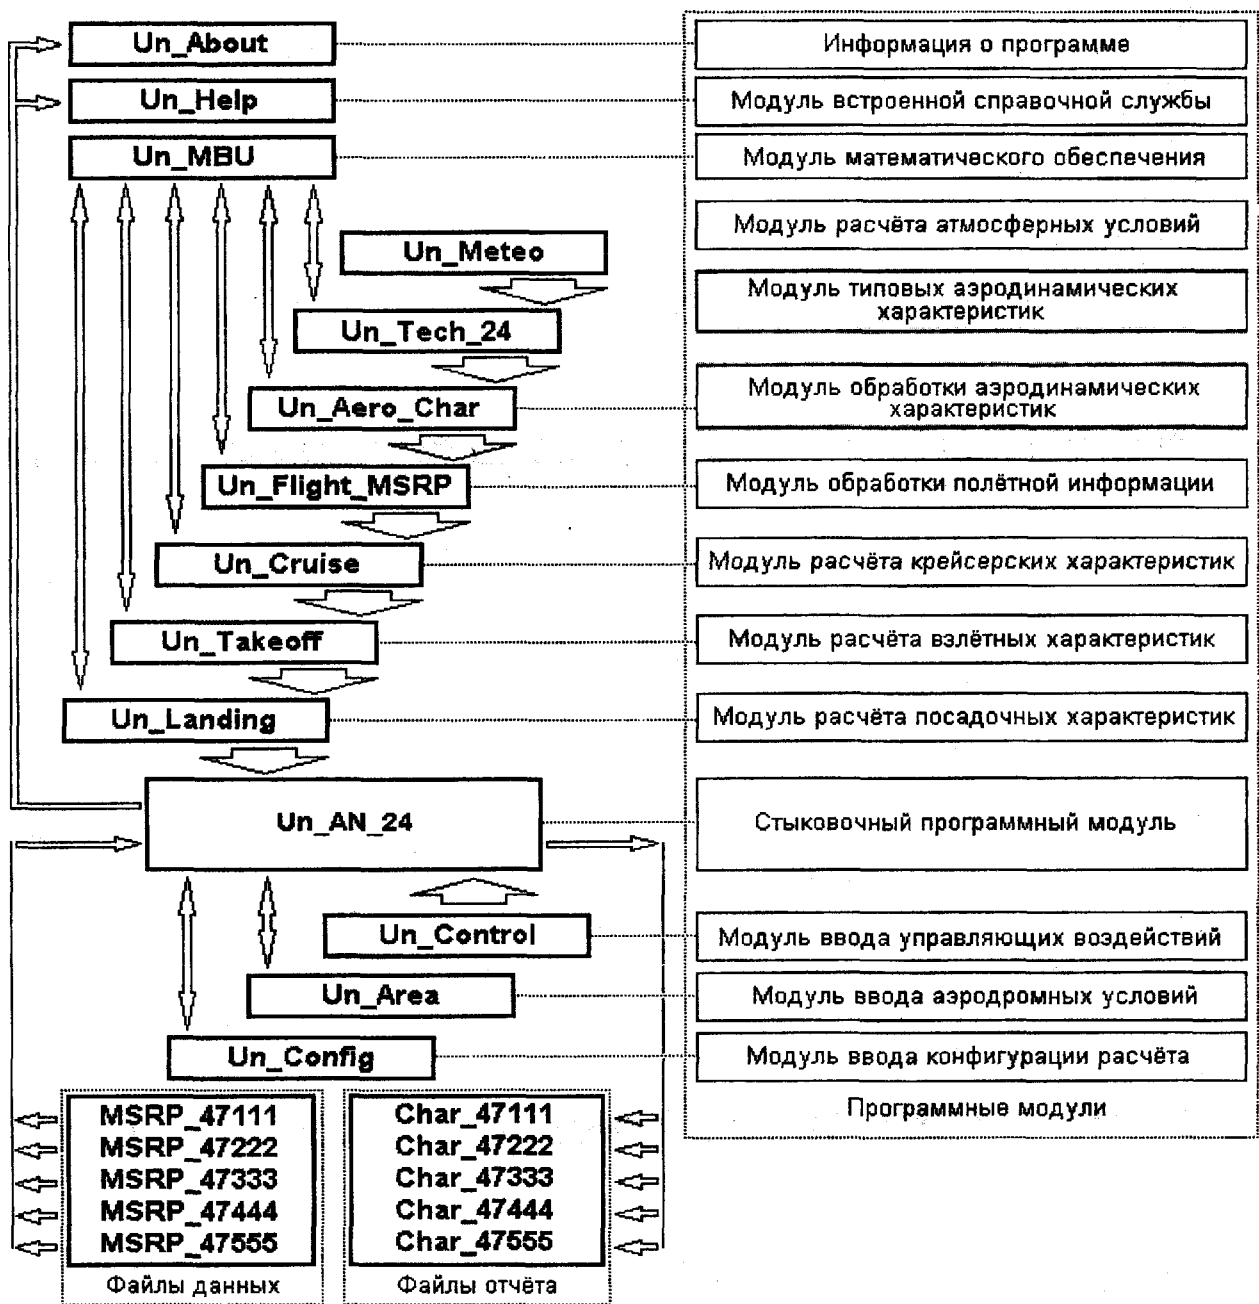 Un_About
Информация о программе
Un_Help
Модуль встроенной справочной службы
Un_MBU
Модуль математического обеспечения
Модуль расчёта атмосферных условий
Un_Meteo
Модуль типовых аэродинамических
характеристик
Un_Tech_24
Модуль обработки аэродинамических
характеристик
Un_Aero_Char
Un_Flight_MSRP
Модуль обработки полётной информации
Un_Cruise
Модуль расчёта крейсерских характеристик
Un_Takeoff
Модуль расчёта взлётных характеристик
Un_Landing
Модуль расчёта посадочных характеристик
Un_AN_24
Стыковочный программный модуль
Un_Control
Модуль ввода управляющих воздействий
Un_Area
Модуль ввода аэродромных условий
Un_Config
Модуль ввода конфигурации расчёта
Программные модули
MSRP_47111
MSRP_47222
MSRP_47333
MSRP_47444
MSRP_47555
Файлы данных
Char_47111
Char_47222
Char_47333
Char_47444
Char_47555
Файлы отчёта